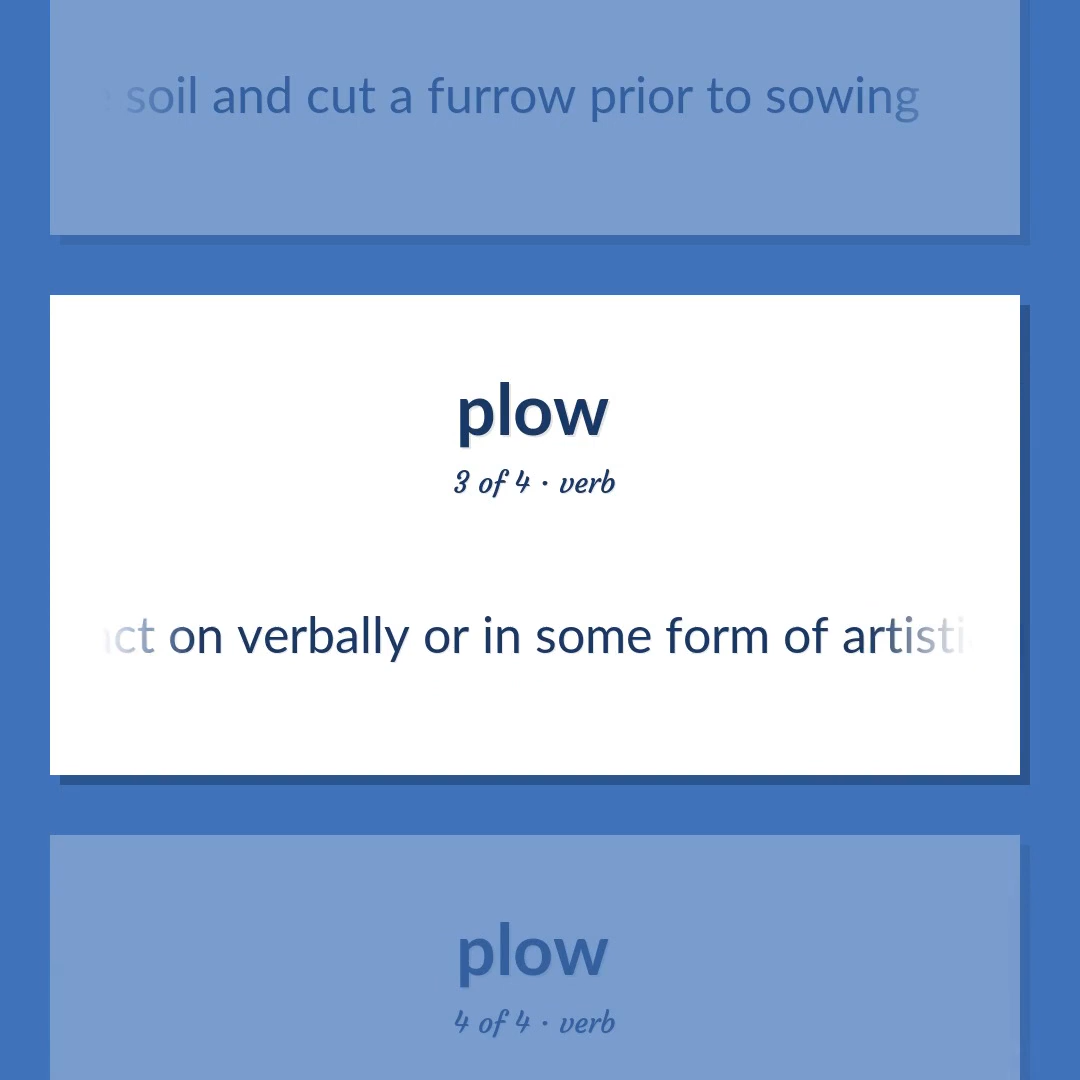 soil and cut a furrow prior to sowing
plow
3 of 4 · verb
on verbally or in some form of
plow
4 of 4 · verb